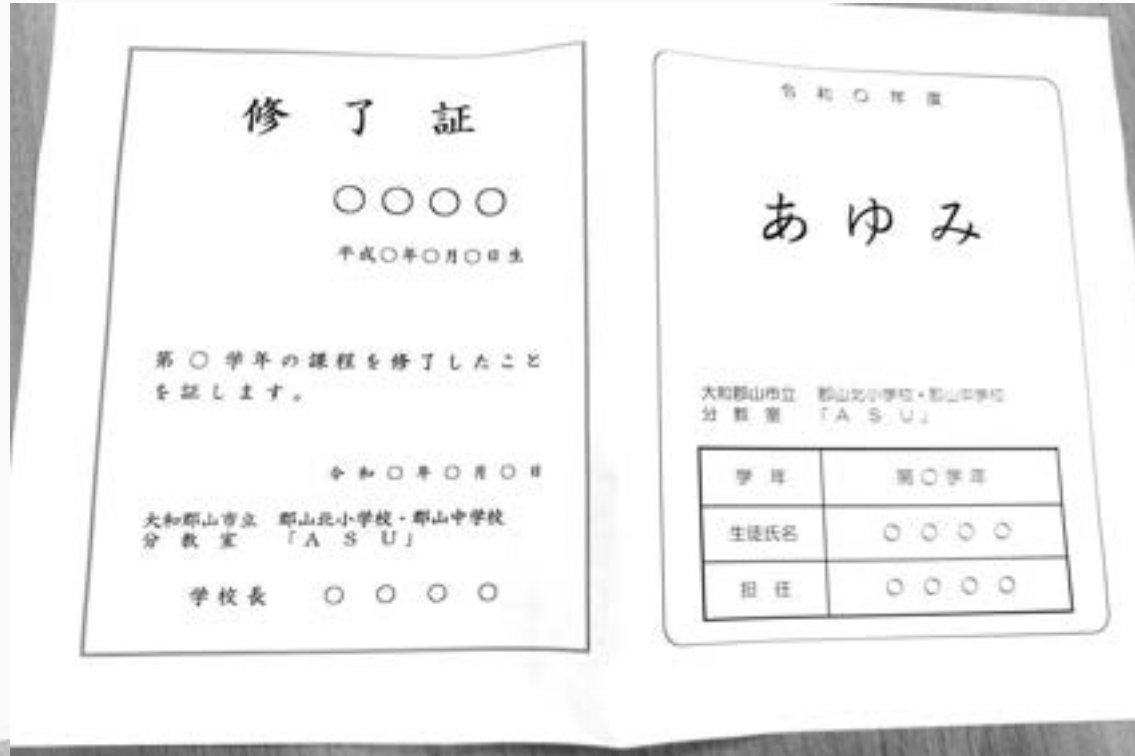 修了証
○○○○
平成○年○月○日生
第○学年の課程を修了したこと
を証します。
令和○年○月○日
大和郡山市立 郡山北小学校・郡山中学校
分教室 「ASU」
学校長 ○○○○
令和○年度
あゆみ
大和郡山市立 郡山北小学校・郡山中学校
分教室 「ASU」
学年 第○学年
生徒氏名 ○○○○
担任 ○○○○